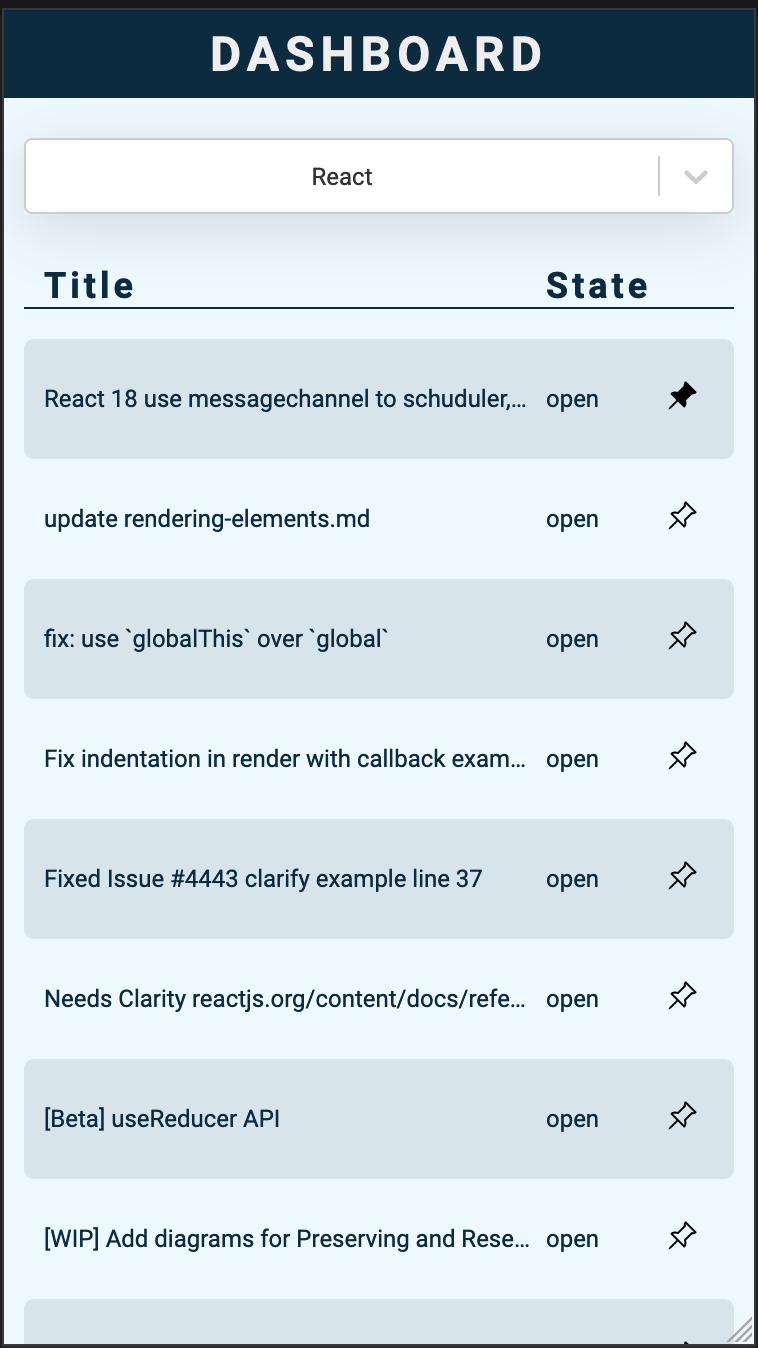 DASHBOARD
React
Title State
React 18 use messagechannel to schuduler,... open
update rendering-elements.md open
fix: use `globalThis` over `global` open
Fix indentation in render with callback exam... open
Fixed Issue #4443 clarify example line 37 open
Needs Clarity reactjs.org/content/docs/refe... open
[Beta] useReducer API open
[WIP] Add diagrams for Preserving and Rese... open